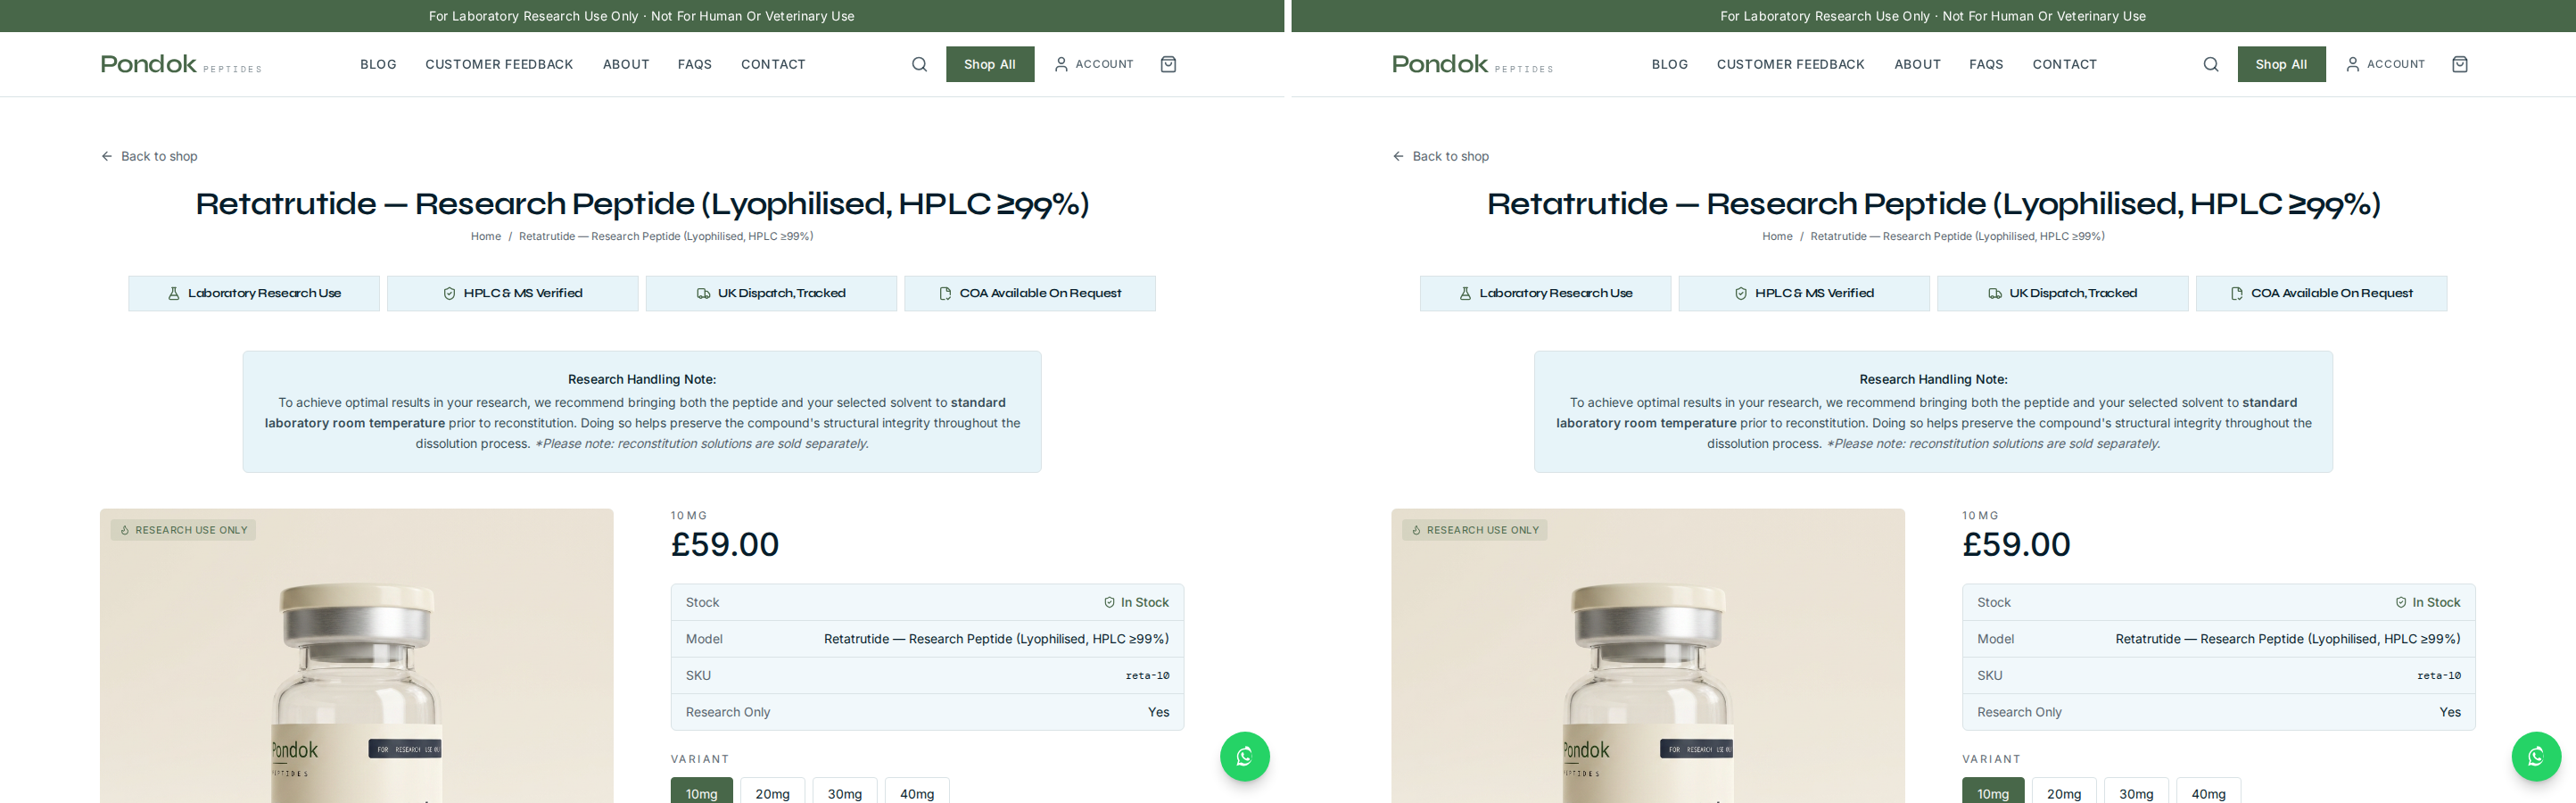 For Laboratory Research Use Only · Not For Human Or Veterinary Use
Pondok PEPTIDES BLOG CUSTOMER FEEDBACK ABOUT FAQS CONTACT Shop All ACCOUNT
Back to shop
Retatrutide — Research Peptide (Lyophilised, HPLC ≥99%)
Home / Retatrutide — Research Peptide (Lyophilised, HPLC ≥99%)
Laboratory Research Use HPLC & MS Verified UK Dispatch, Tracked COA Available On Request
Research Handling Note:
To achieve optimal results in your research, we recommend bringing both the peptide and your selected solvent to standard
laboratory room temperature prior to reconstitution. Doing so helps preserve the compound's structural integrity throughout the
dissolution process. *Please note: reconstitution solutions are sold separately.
RESEARCH USE ONLY
Pondok
PEPTIDES
FOR RESEARCH USE
10 MG
£59.00
Stock In Stock
Model Retatrutide — Research Peptide (Lyophilised, HPLC ≥99%)
SKU reta-10
Research Only Yes
VARIANT
10mg 20mg 30mg 40mg
For Laboratory Research Use Only · Not For Human Or Veterinary Use
Pondok PEPTIDES BLOG CUSTOMER FEEDBACK ABOUT FAQS CONTACT Shop All ACCOUNT
Back to shop
Retatrutide — Research Peptide (Lyophilised, HPLC ≥99%)
Home / Retatrutide — Research Peptide (Lyophilised, HPLC ≥99%)
Laboratory Research Use HPLC & MS Verified UK Dispatch, Tracked COA Available On Request
Research Handling Note:
To achieve optimal results in your research, we recommend bringing both the peptide and your selected solvent to standard
laboratory room temperature prior to reconstitution. Doing so helps preserve the compound's structural integrity throughout the
dissolution process. *Please note: reconstitution solutions are sold separately.
RESEARCH USE ONLY
Pondok
PEPTIDES
FOR RESEARCH USE
10 MG
£59.00
Stock In Stock
Model Retatrutide — Research Peptide (Lyophilised, HPLC ≥99%)
SKU reta-10
Research Only Yes
VARIANT
10mg 20mg 30mg 40mg